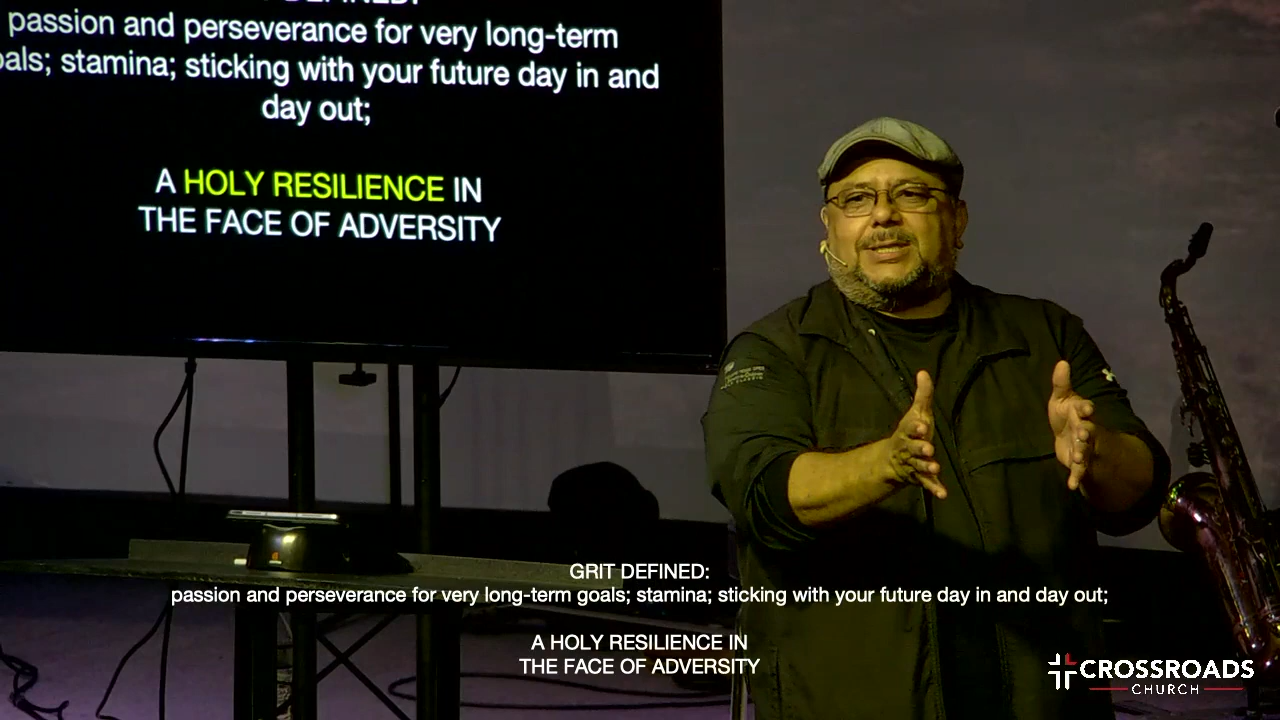 DEFINED:
passion and perseverance for very long-term
oals; stamina; sticking with your future day in and
day out;
A HOLY RESILIENCE IN
THE FACE OF ADVERSITY
GRIT DEFINED:
passion and perseverance for very long-term goals; stamina; sticking with your future day in and day out;
A HOLY RESILIENCE IN
THE FACE OF ADVERSITY
CROSSROADS
CHURCH